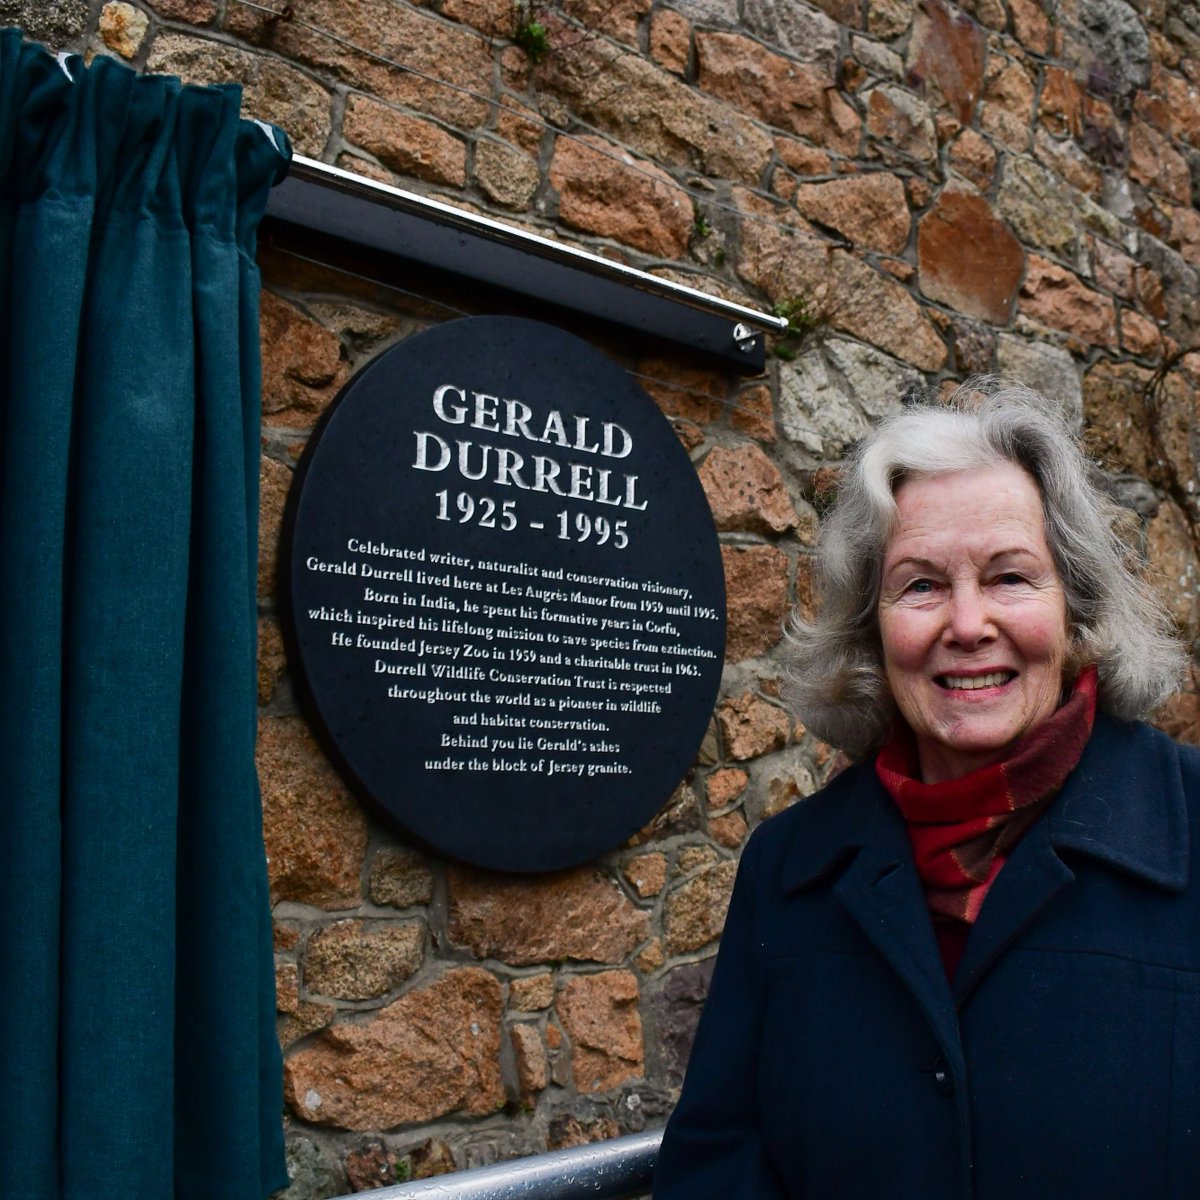 GERALD
DURRELL
1925 - 1995
Celebrated writer, naturalist and conservation visionary,
Gerald Durrell lived here at Les Augrès Manor from 1959 until 1995.
Born in India, he spent his formative years in Corfu,
which inspired his lifelong mission to save species from extinction.
He founded Jersey Zoo in 1959 and a charitable trust in 1963.
Durrell Wildlife Conservation Trust is respected
throughout the world as a pioneer in wildlife
and habitat conservation.
Behind you lie Gerald's ashes
under the block of Jersey granite.